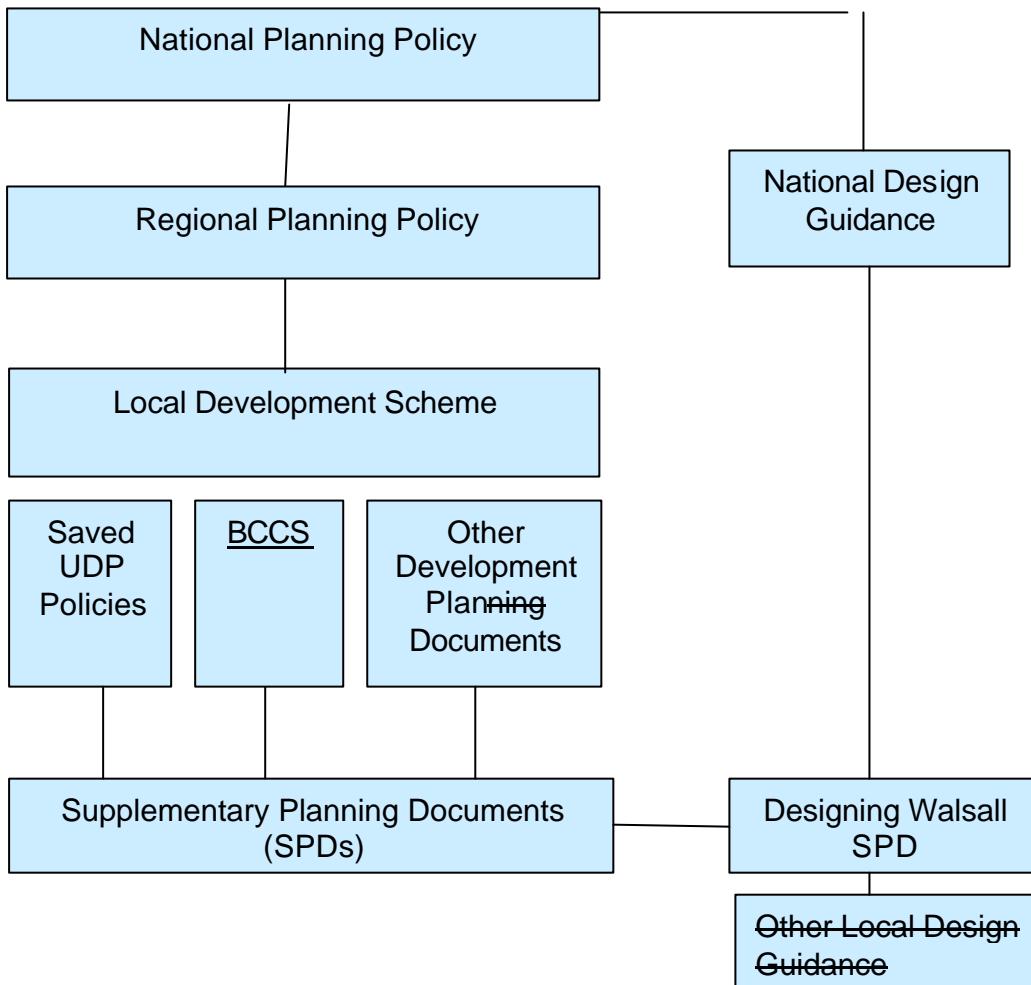 National Planning Policy
National Design
Guidance
Regional Planning Policy
Local Development Scheme
Saved
UDP
Policies
BCCS
Other
Development
Planning
Documents
Supplementary Planning Documents
(SPDs)
Designing Walsall
SPD
Other Local Design
Guidance